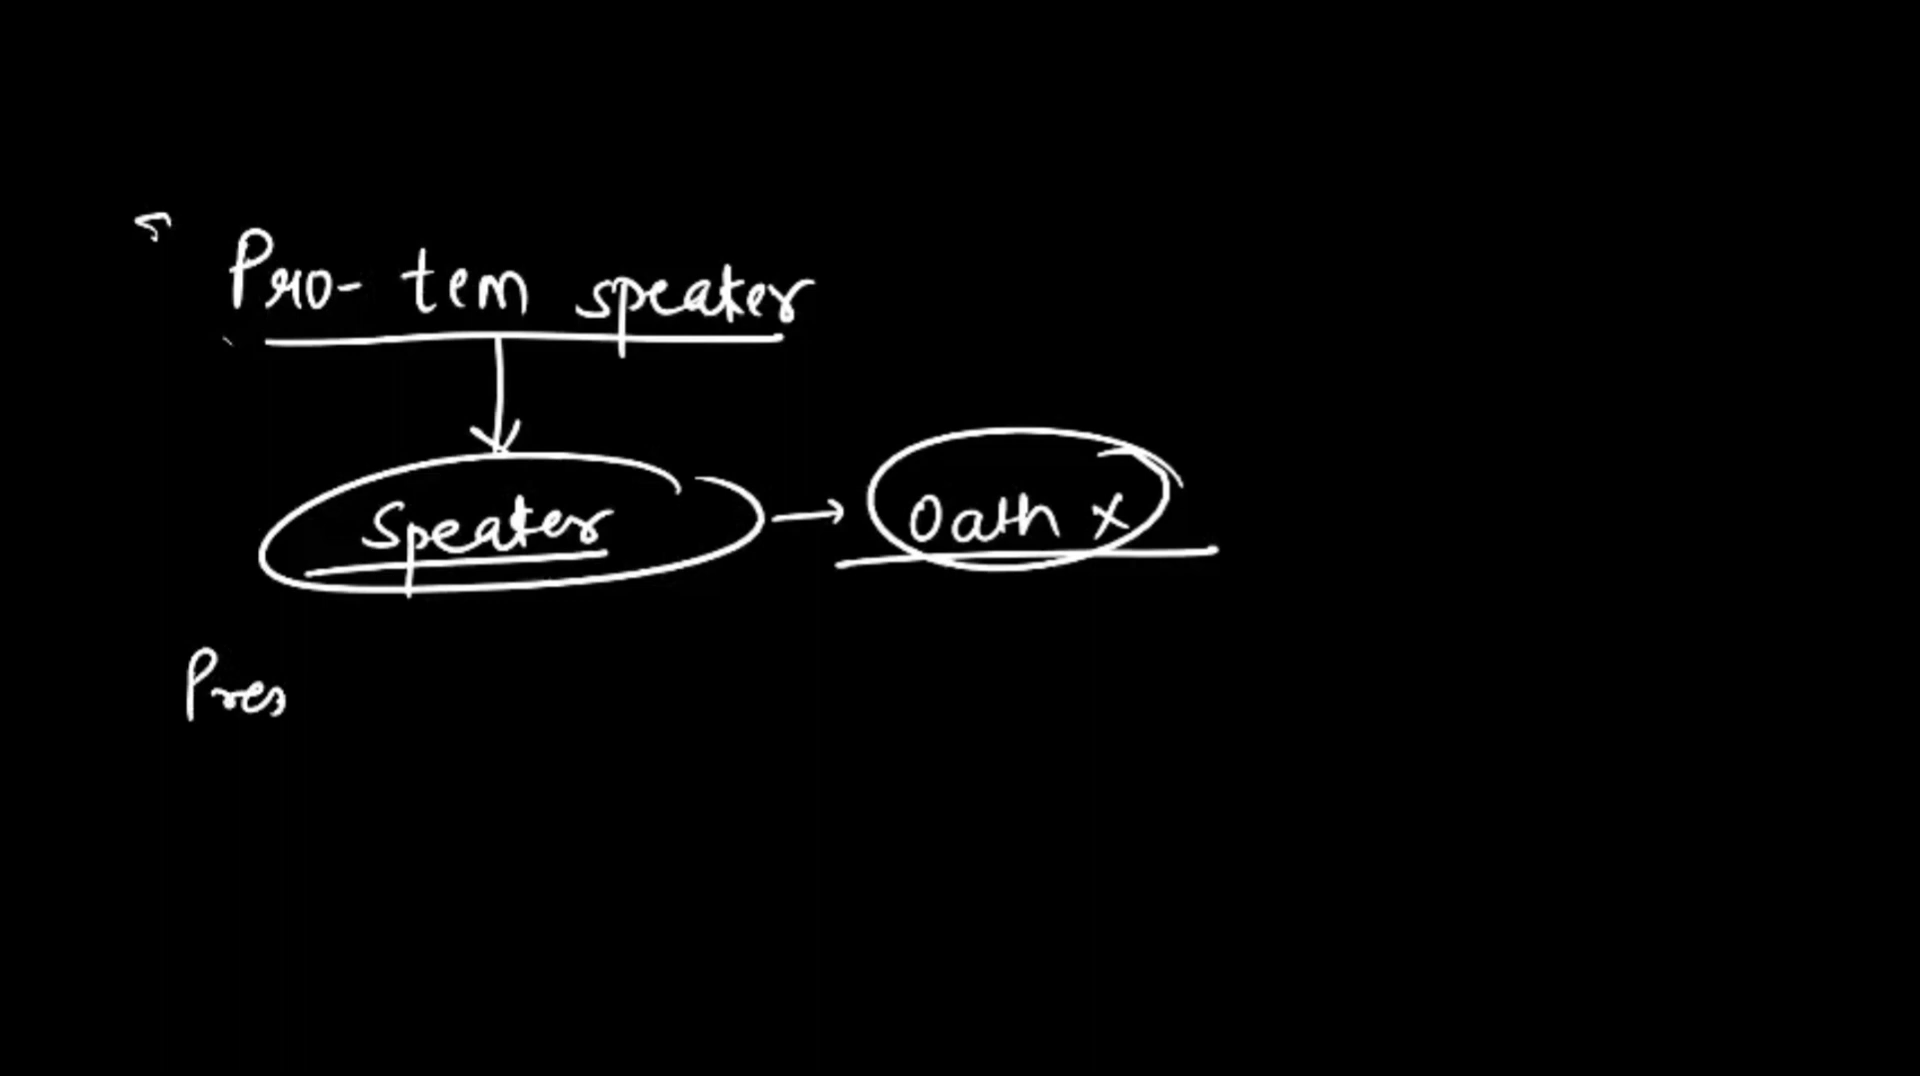 Pro-tem speaker
Speaker → Oath x
Pres